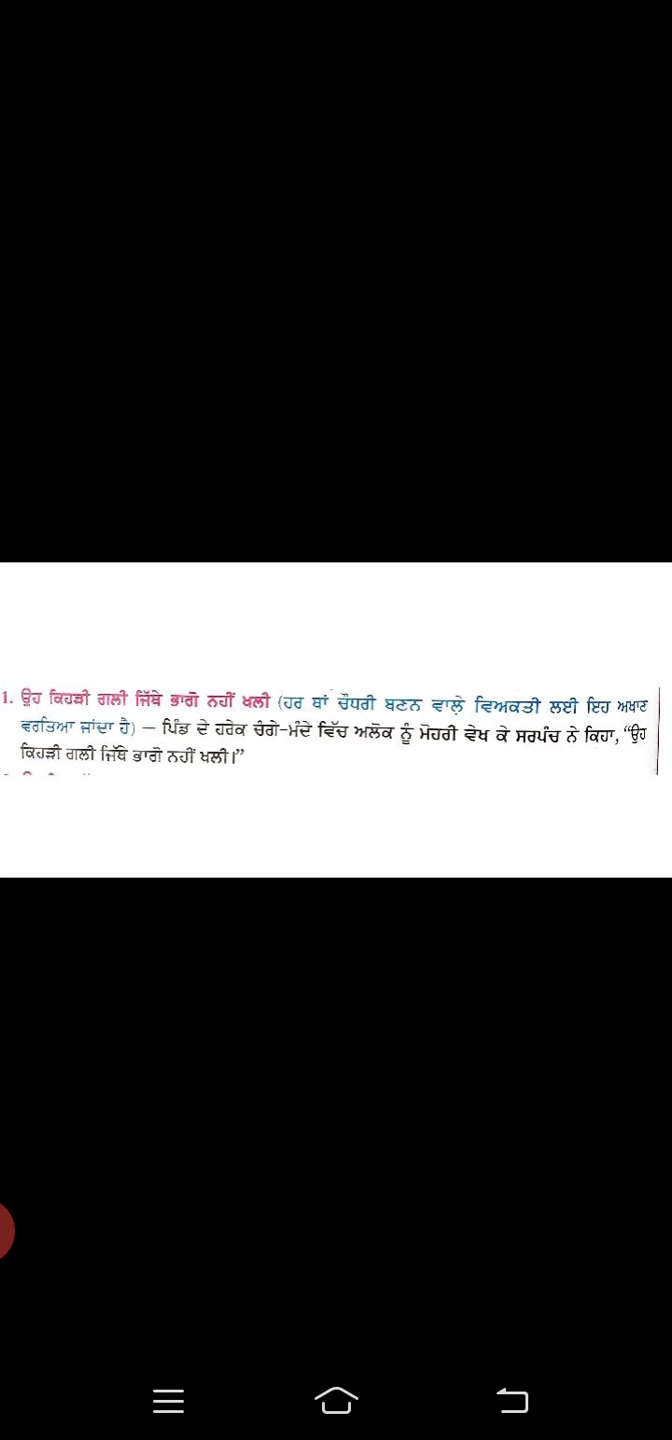 1. ਉਹ ਕਿਹੜੀ ਗਲੀ ਜਿੱਥੇ ਭਾਗੋ ਨਹੀਂ ਖਲੀ (ਹਰ ਥਾਂ ਚੌਧਰੀ ਬਣਨ ਵਾਲ਼ੇ ਵਿਅਕਤੀ ਲਈ ਇਹ ਅਖਾਣ
ਵਰਤਿਆ ਜਾਂਦਾ ਹੈ) – ਪਿੰਡ ਦੇ ਹਰੇਕ ਚੰਗੇ-ਮੰਦੇ ਵਿੱਚ ਅਲੋਕ ਨੂੰ ਮੋਹਰੀ ਵੇਖ ਕੇ ਸਰਪੰਚ ਨੇ ਕਿਹਾ, “ਉਹ
ਕਿਹੜੀ ਗਲੀ ਜਿੱਥੇ ਭਾਗੋ ਨਹੀਂ ਖਲੀ।”